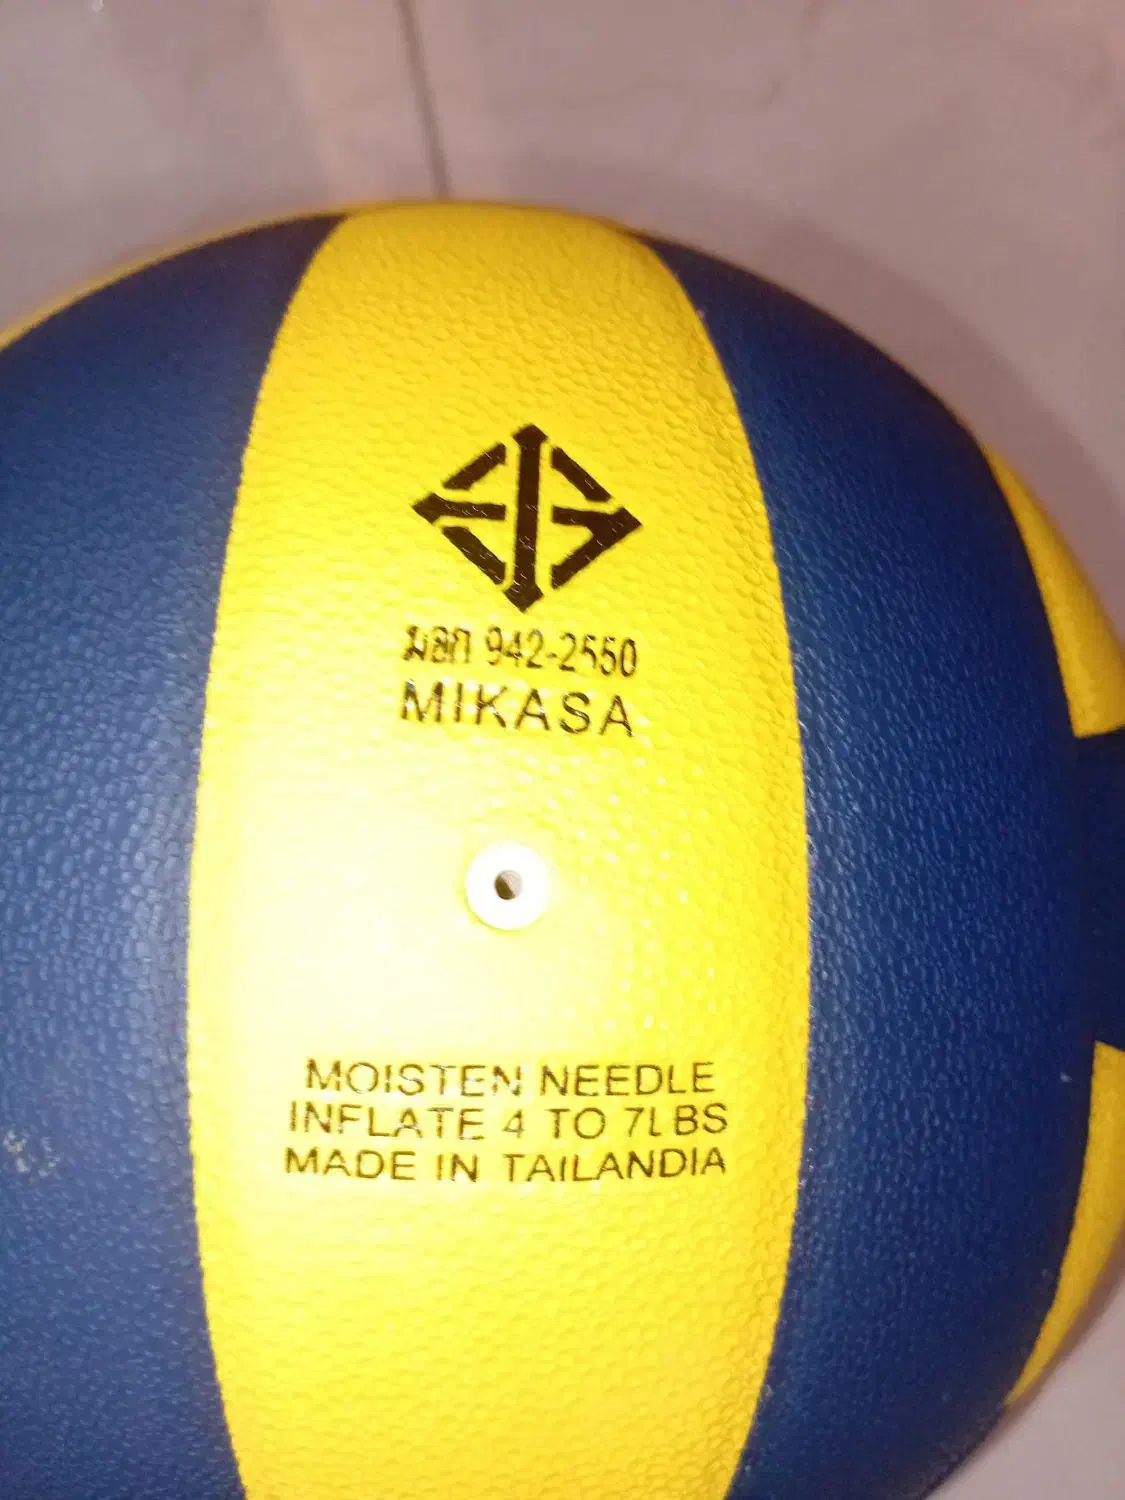 มอก 942-2550
MIKASA
MOISTEN NEEDLE
INFLATE 4 TO 7LBS
MADE IN TAILANDIA